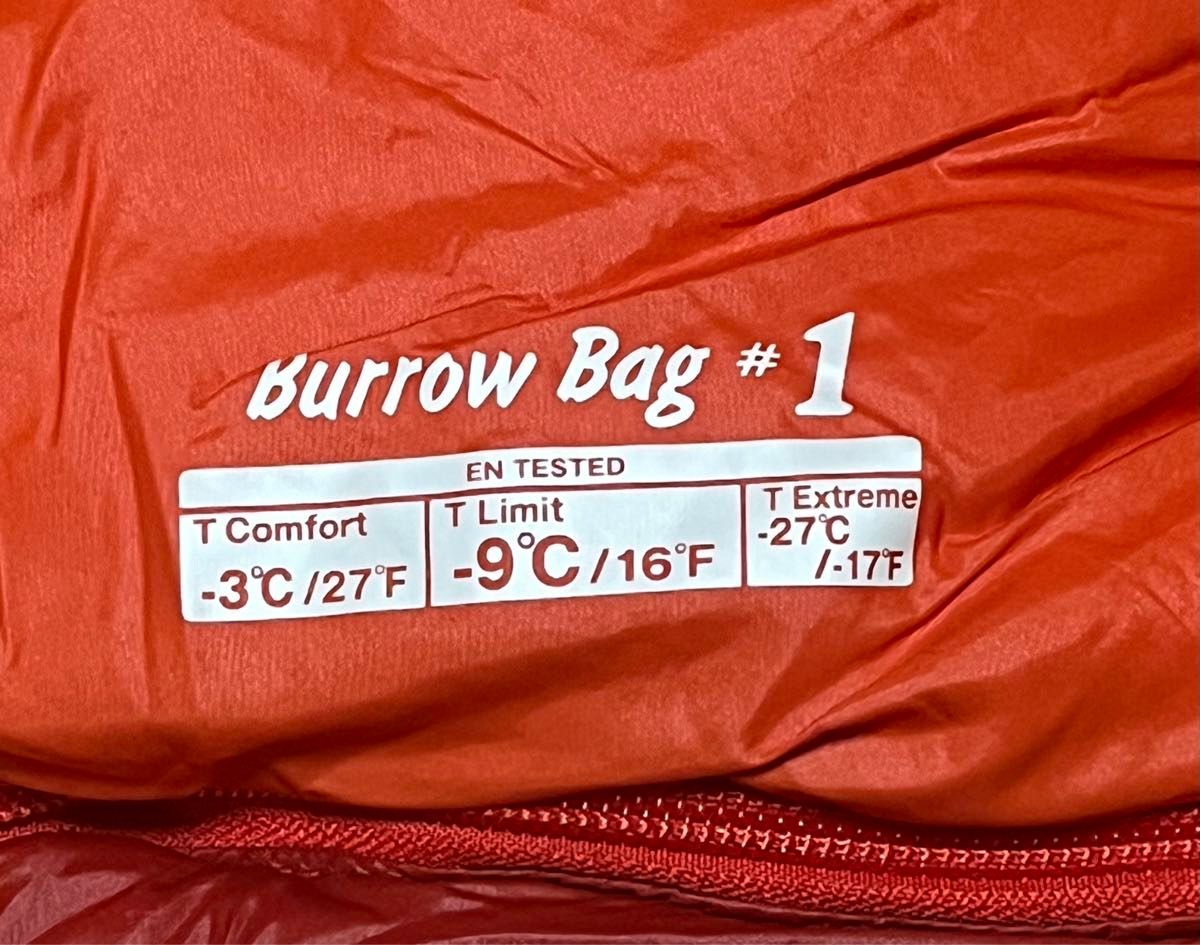 Burrow Bag #1
EN TESTED
T Comfort
-3℃/27℉
T Limit
-9℃/16℉
T Extreme
-27℃
/-17℉